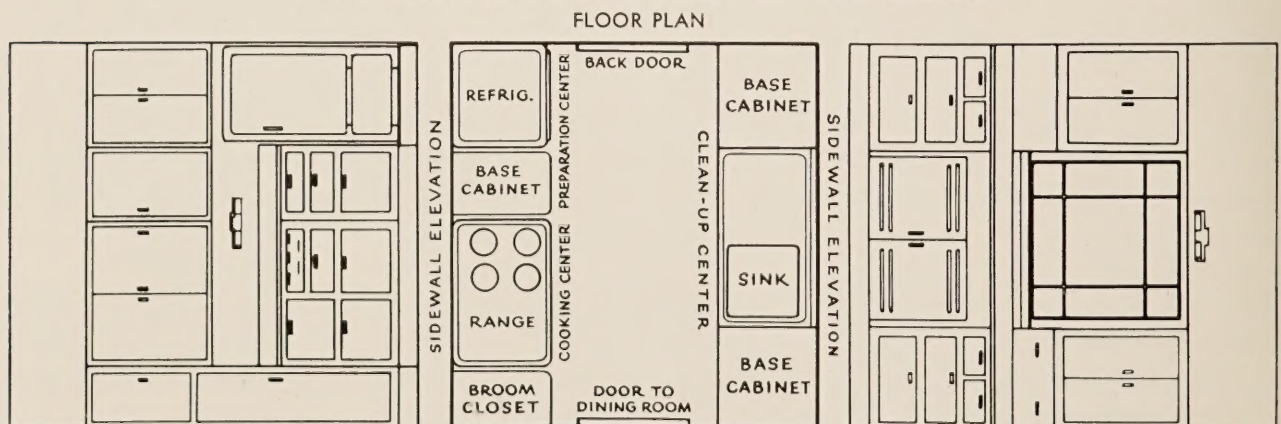 FLOOR PLAN
SIDEWALL ELEVATION
REFRIG.
BASE
CABINET
RANGE
BROOM
CLOSET
PREPARATION CENTER
COOKING CENTER
BACK DOOR
DOOR TO
DINING ROOM
CLEAN-UP CENTER
BASE
CABINET
SINK
BASE
CABINET
SIDEWALL ELEVATION